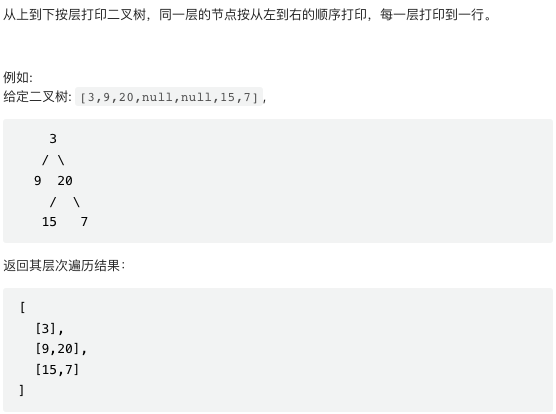 从上到下按层打印二叉树，同一层的节点按从左到右的顺序打印，每一层打印到一行。
例如:
给定二叉树: [3,9,20,null,null,15,7],
    3
   / \
  9  20
    /  \
   15   7
返回其层次遍历结果：
[
  [3],
  [9,20],
  [15,7]
]